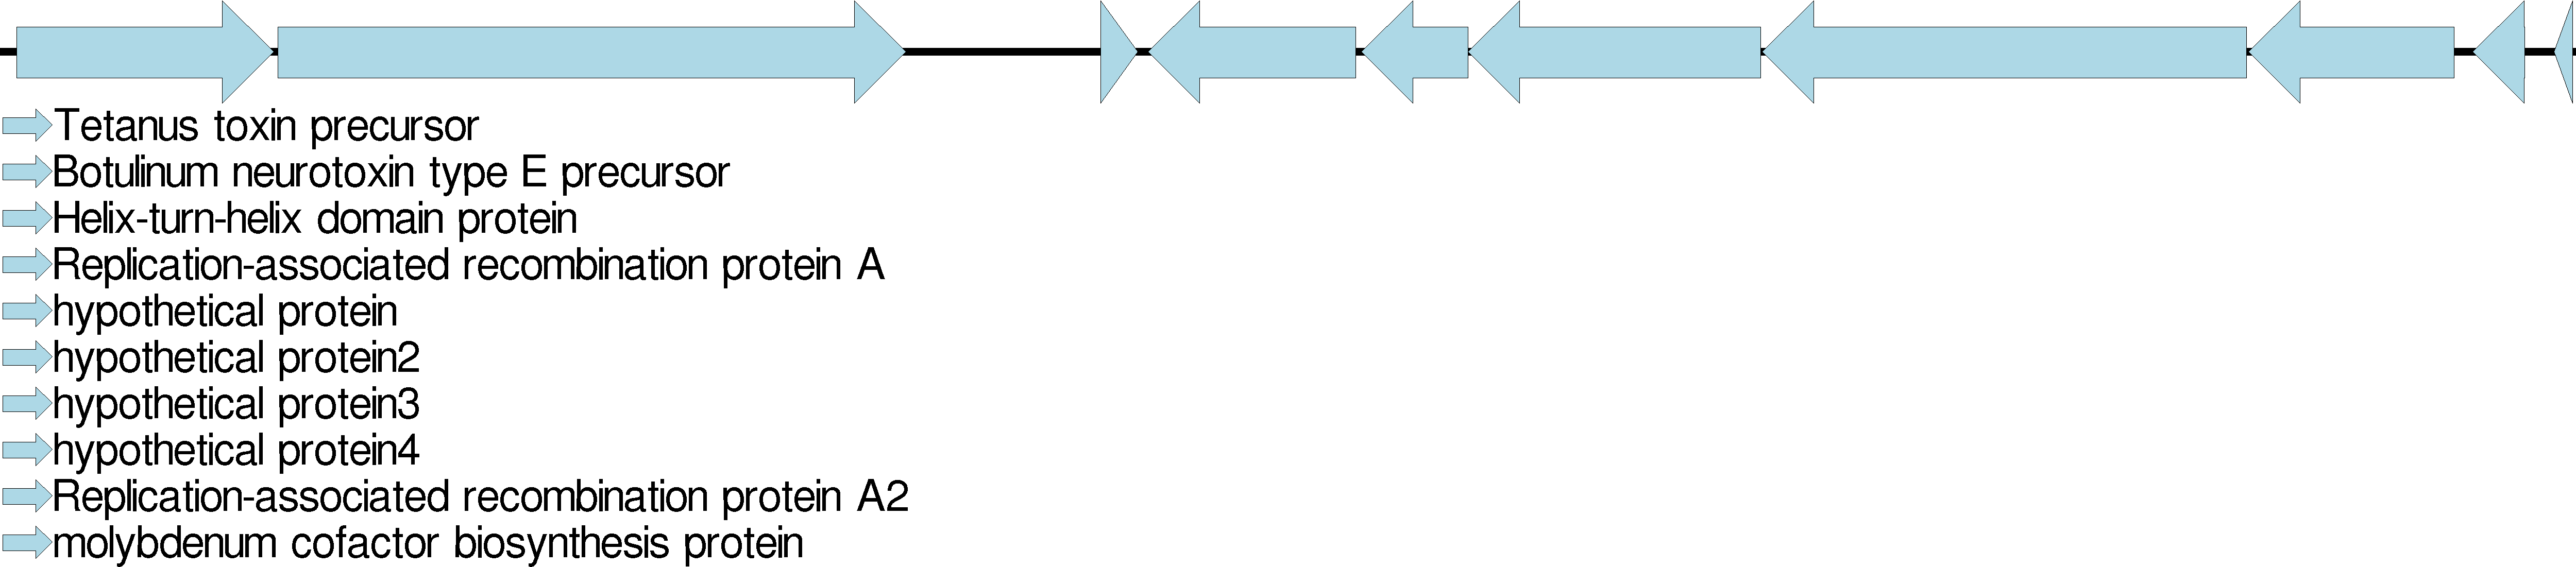 Tetanus toxin precursor
Botulinum neurotoxin type E precursor
Helix-turn-helix domain protein
Replication-associated recombination protein A
hypothetical protein
hypothetical protein2
hypothetical protein3
hypothetical protein4
Replication-associated recombination protein A2
molybdenum cofactor biosynthesis protein